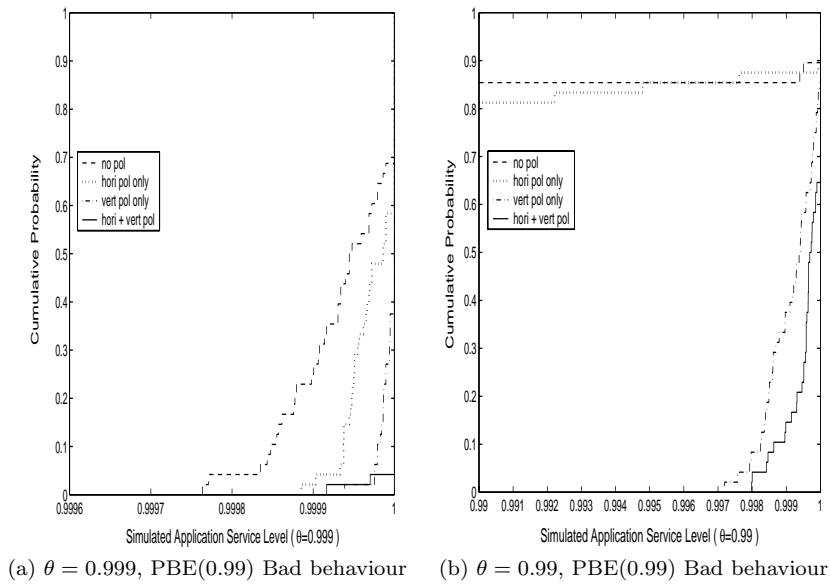 1
0.9
0.8
0.7
0.6
0.5
0.4
0.3
0.2
0.1
0
Cumulative Probability
no pol
hori pol only
vert pol only
hori + vert pol
0.9996 0.9997 0.9998 0.9999 1
Simulated Application Service Level ( θ=0.999 )
(a) θ = 0.999, PBE(0.99) Bad behaviour
1
0.9
0.8
0.7
0.6
0.5
0.4
0.3
0.2
0.1
0
Cumulative Probability
no pol
hori pol only
vert pol only
hori + vert pol
0.99 0.991 0.992 0.993 0.994 0.995 0.996 0.997 0.998 0.999 1
Simulated Application Service Level ( θ=0.99 )
(b) θ = 0.99, PBE(0.99) Bad behaviour